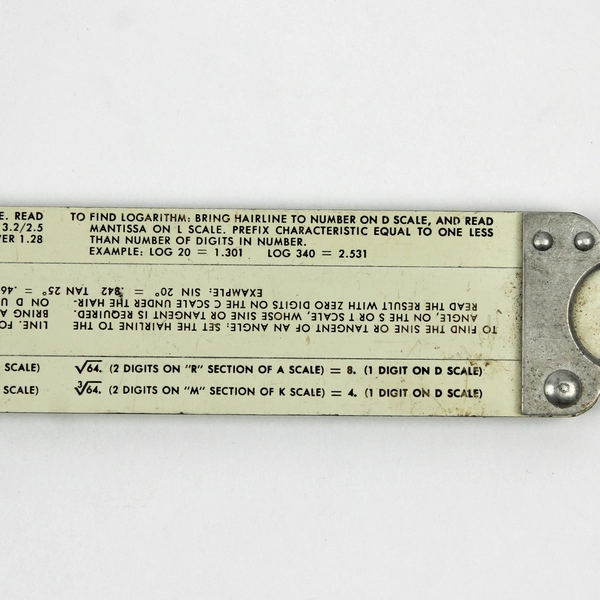 E. READ
3.2/2.5
VER 1.28
TO FIND LOGARITHM: BRING HAIRLINE TO NUMBER ON D SCALE, AND READ
MANTISSA ON L SCALE. PREFIX CHARACTERISTIC EQUAL TO ONE LESS
THAN NUMBER OF DIGITS IN NUMBER.
EXAMPLE: LOG 20 = 1.301 LOG 340 = 2.531
TO FIND THE SINE OR TANGENT OF AN ANGLE: SET THE HAIRLINE TO THE
ANGLE, ON THE S OR T SCALE, WHOSE SINE OR TANGENT IS REQUIRED.
READ THE RESULT WITH ZERO DIGITS ON C SCALE UNDER THE HAIR-
EXAMPLE: SIN 20° = .342 TAN 25° = .46
LINE. FO
BRING A
ON D U
SCALE)
SCALE)
√64. (2 DIGITS ON "R" SECTION OF A SCALE) = 8. (1 DIGIT ON D SCALE)
∛64. (2 DIGITS ON "M" SECTION OF K SCALE) = 4. (1 DIGIT ON D SCALE)